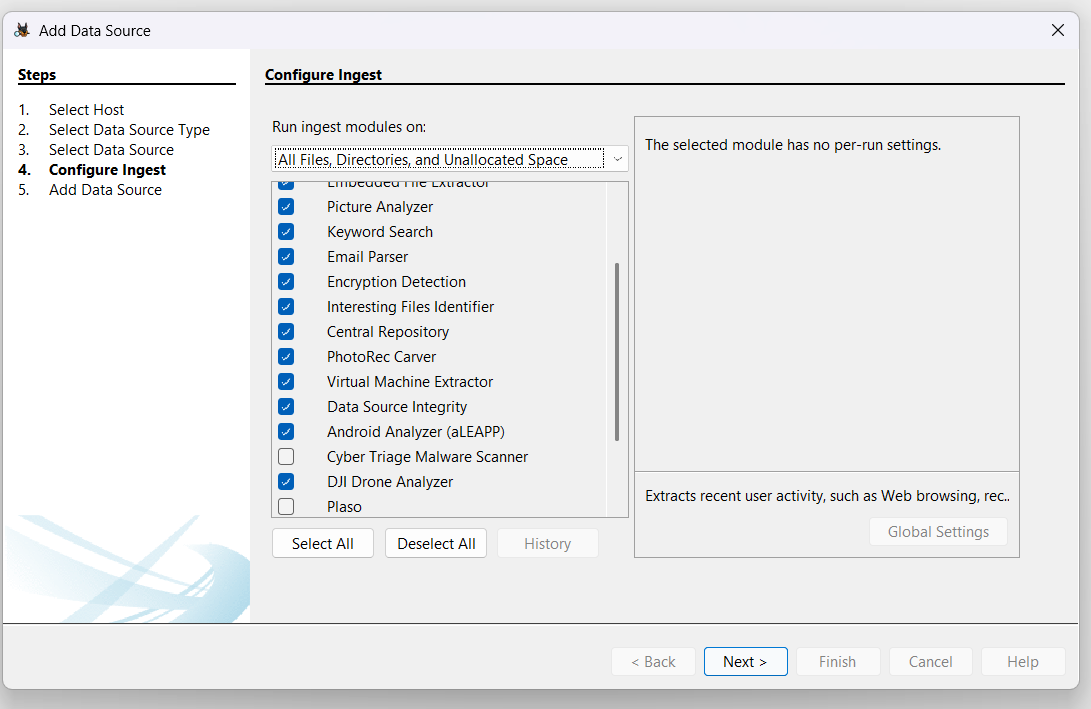 Add Data Source
Steps
1. Select Host
2. Select Data Source Type
3. Select Data Source
4. Configure Ingest
5. Add Data Source
Configure Ingest
Run ingest modules on:
All Files, Directories, and Unallocated Space
Embedded File Extractor
Picture Analyzer
Keyword Search
Email Parser
Encryption Detection
Interesting Files Identifier
Central Repository
PhotoRec Carver
Virtual Machine Extractor
Data Source Integrity
Android Analyzer (aLEAPP)
Cyber Triage Malware Scanner
DJI Drone Analyzer
Plaso
Select All
Deselect All
History
The selected module has no per-run settings.
Extracts recent user activity, such as Web browsing, rec..
Global Settings
< Back
Next >
Finish
Cancel
Help